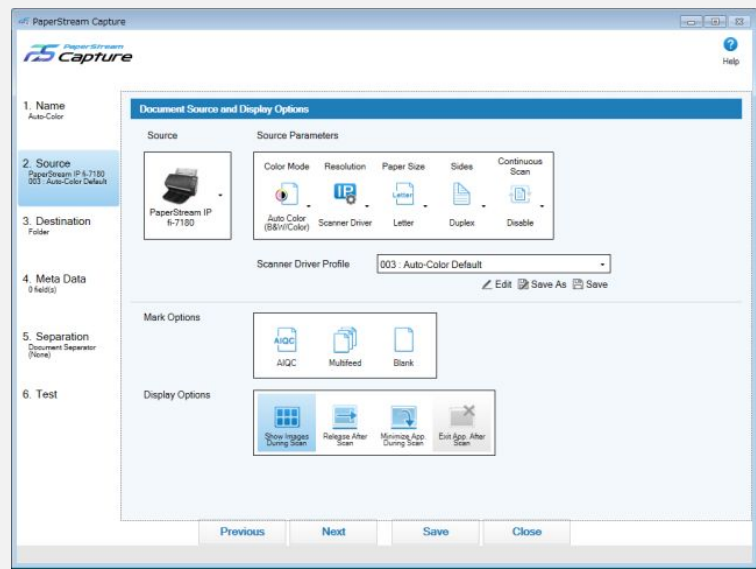 PaperStream Capture
PaperStream
Capture
Help
1. Name
Auto-Color
2. Source
PaperStream IP fi-7180
003 : Auto-Color Default
3. Destination
Folder
4. Meta Data
0 field(s)
5. Separation
Document Separator
(None)
6. Test
Document Source and Display Options
Source
PaperStream IP
fi-7180
Source Parameters
Color Mode
Resolution
Paper Size
Sides
Continuous
Scan
IP
Letter
Auto Color
(B&W/Color)
Scanner Driver
Letter
Duplex
Disable
Scanner Driver Profile
003 : Auto-Color Default
Edit Save As Save
Mark Options
AIQC
AIQC
Multifeed
Blank
Display Options
Show Images
During Scan
Release After
Scan
Minimize App.
During Scan
Exit App. After
Scan
Previous Next Save Close